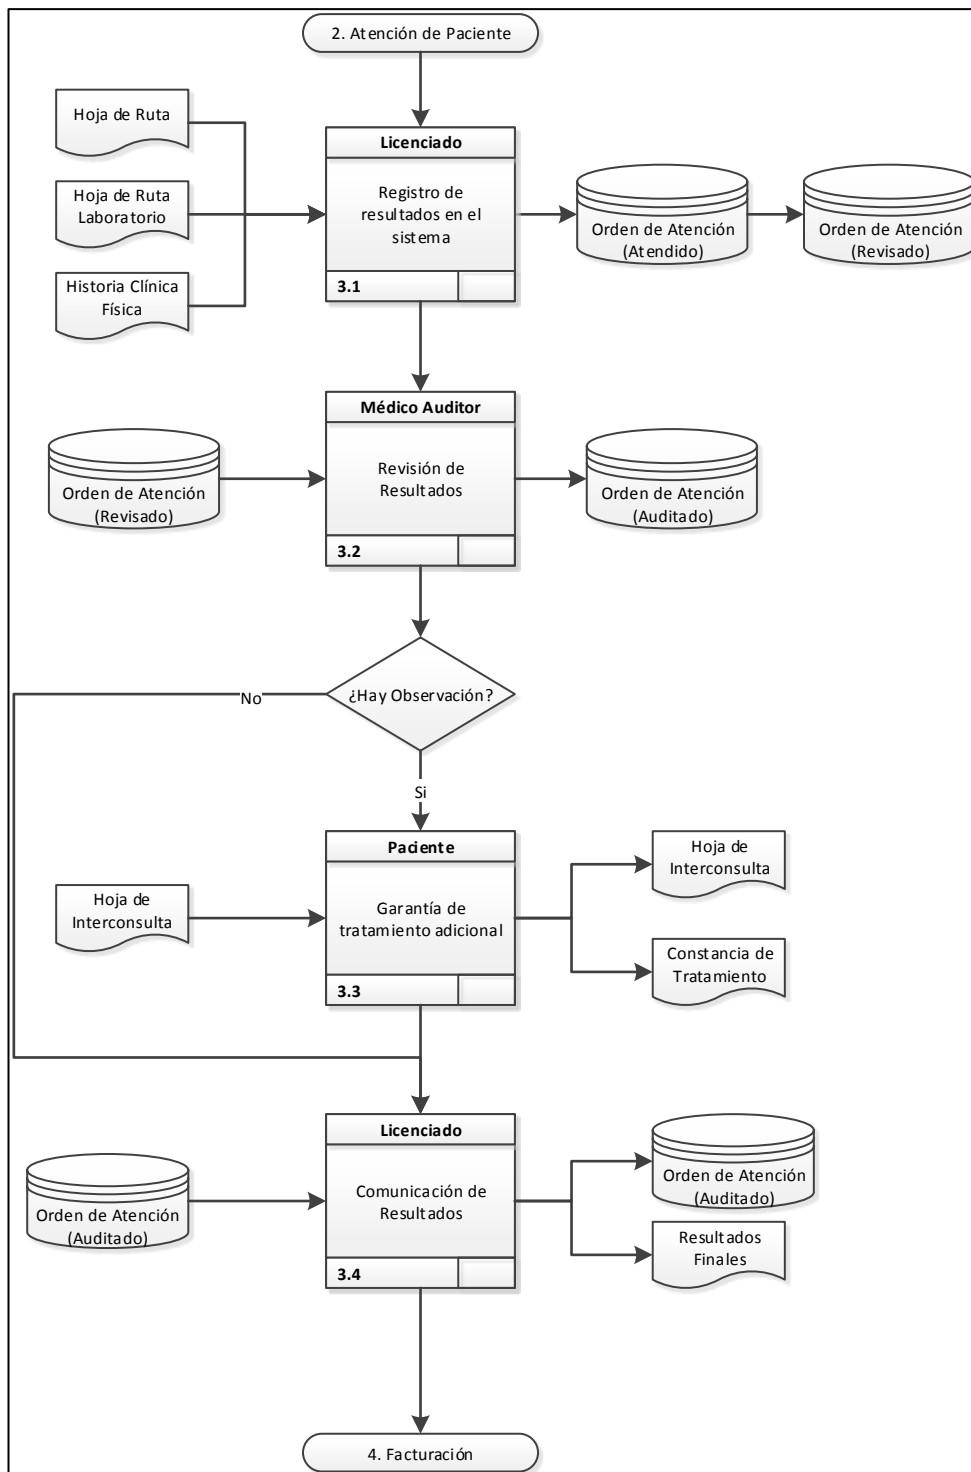 2. Atención de Paciente
Hoja de Ruta
Hoja de Ruta
Laboratorio
Historia Clínica
Física
Licenciado
Registro de
resultados en el
sistema
3.1
Orden de Atención
(Atendido)
Orden de Atención
(Revisado)
Orden de Atención
(Revisado)
Médico Auditor
Revisión de
Resultados
3.2
Orden de Atención
(Auditado)
¿Hay Observación?
No
Si
Hoja de
Interconsulta
Paciente
Garantía de
tratamiento adicional
3.3
Hoja de
Interconsulta
Constancia de
Tratamiento
Orden de Atención
(Auditado)
Licenciado
Comunicación de
Resultados
3.4
Orden de Atención
(Auditado)
Resultados
Finales
4. Facturación